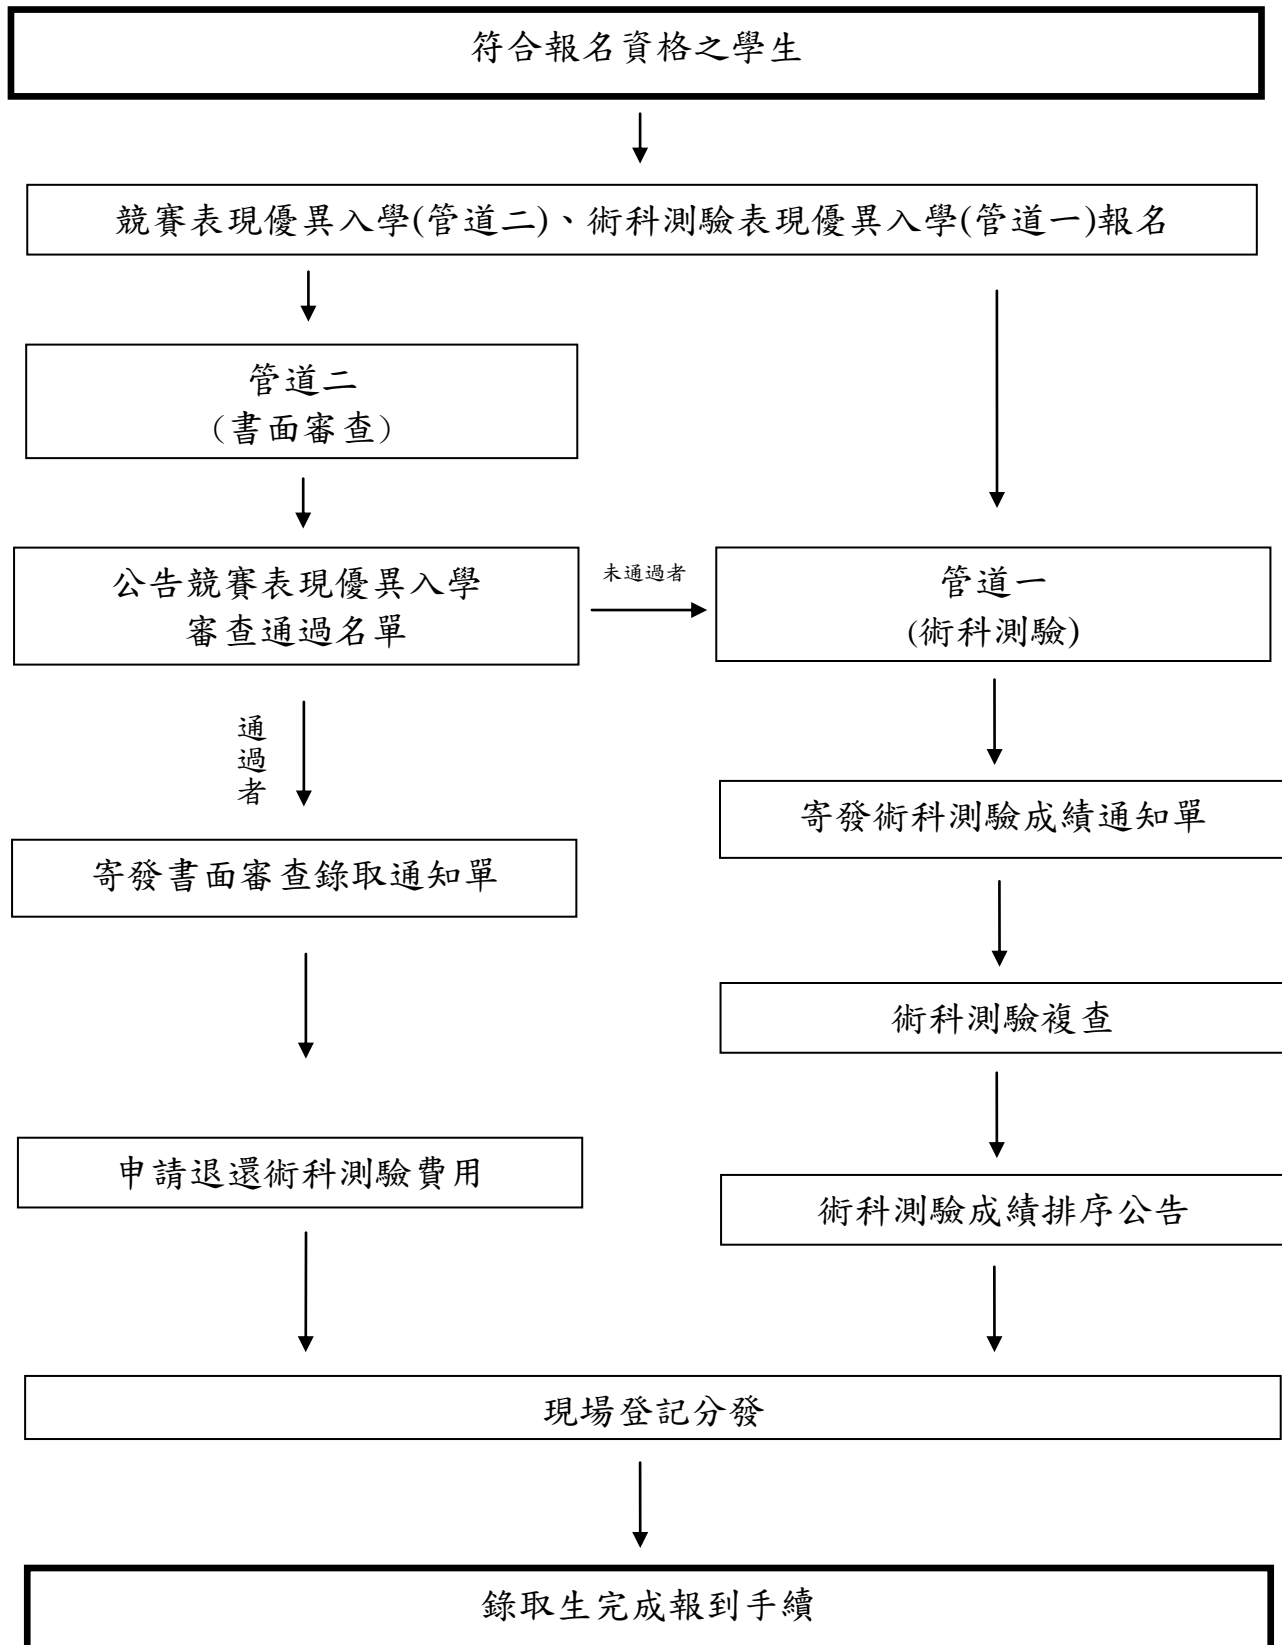 符合報名資格之學生
競賽表現優異入學(管道二)、術科測驗表現優異入學(管道一)報名
管道二
(書面審查)
公告競賽表現優異入學
審查通過名單
未通過者
管道一
(術科測驗)
通過者
寄發術科測驗成績通知單
寄發書面審查錄取通知單
術科測驗複查
申請退還術科測驗費用
術科測驗成績排序公告
現場登記分發
錄取生完成報到手續